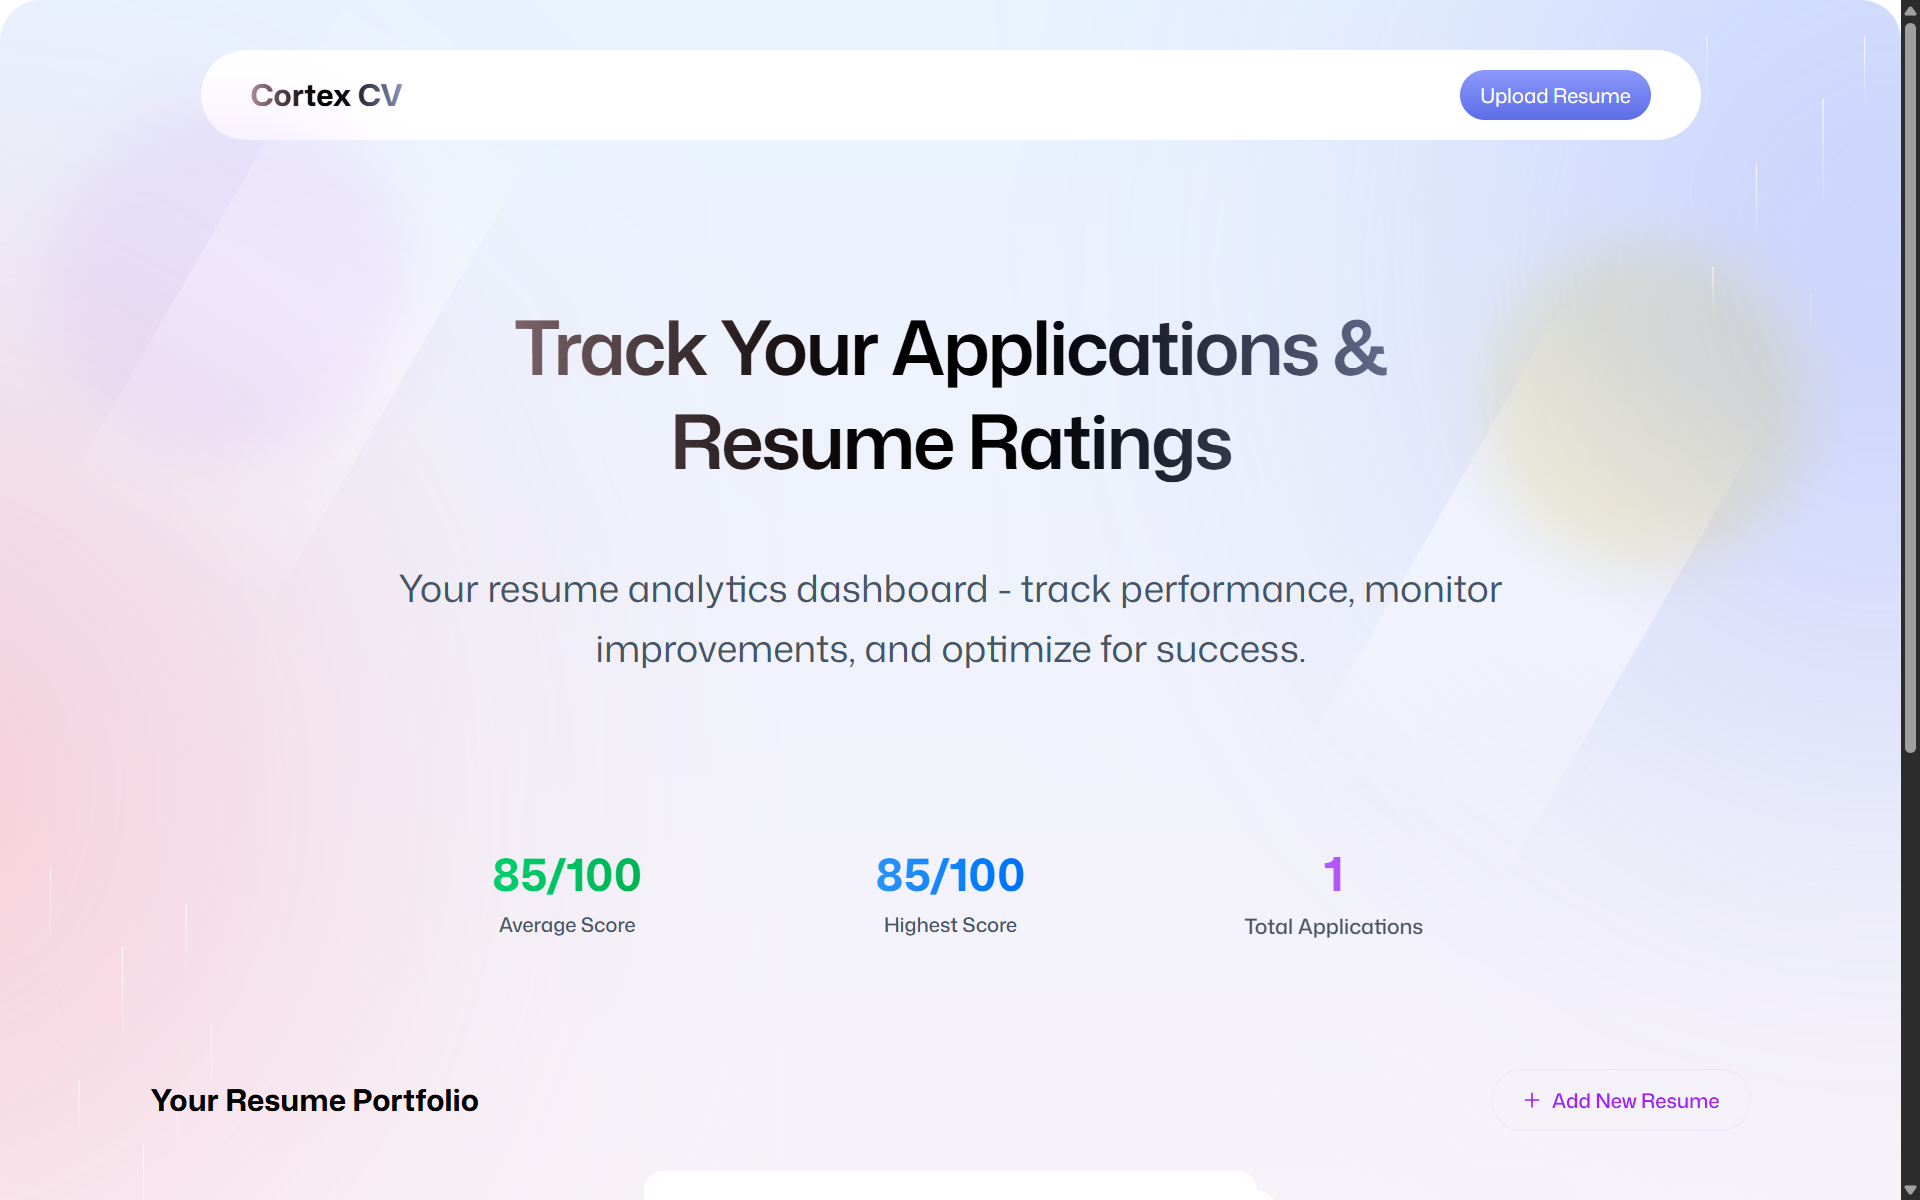 Cortex CV
Upload Resume
Track Your Applications &
Resume Ratings
Your resume analytics dashboard - track performance, monitor
improvements, and optimize for success.
85/100
Average Score
85/100
Highest Score
1
Total Applications
Your Resume Portfolio
+ Add New Resume